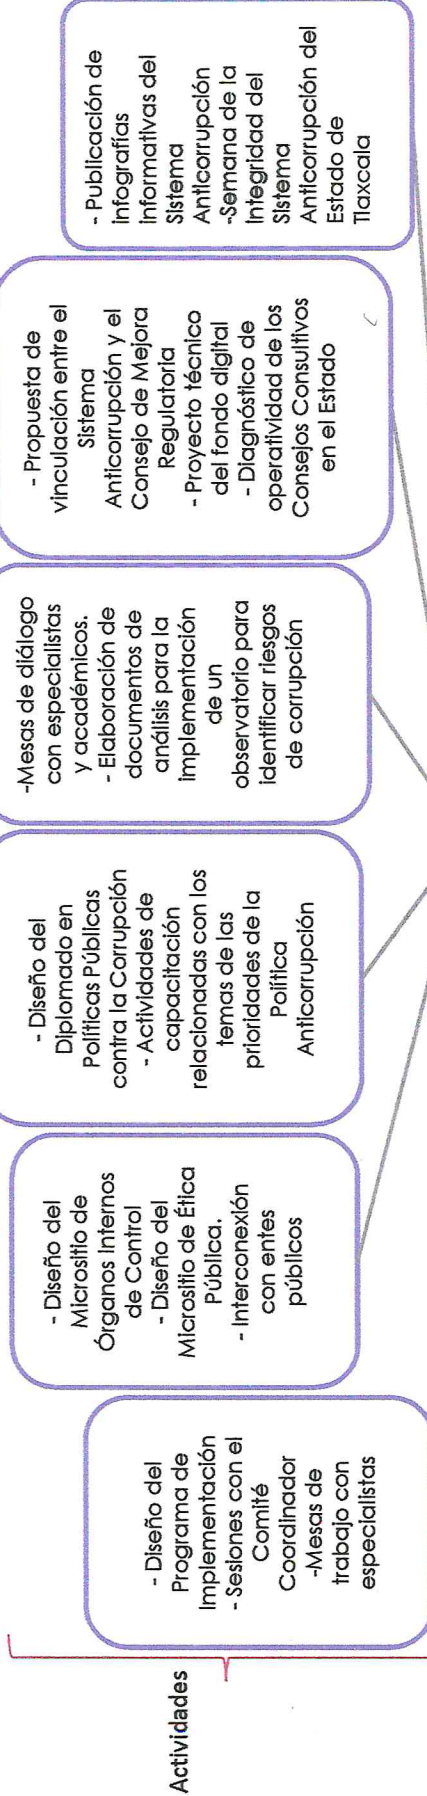 Actividades
- Diseño del
Programa de
Implementación
- Sesiones con el
Comité
Coordinador
-Mesas de
trabajo con
especialistas
- Diseño del
Micrositio de
Órganos Internos
de Control
- Diseño del
Micrositio de Ética
Pública.
- Interconexión
con entes
públicos
- Diseño del
Diplomado en
Políticas Públicas
contra la Corrupción
- Actividades de
capacitación
relacionadas con los
temas de las
prioridades de la
Política
Anticorrupción
-Mesas de diálogo
con especialistas
y académicos.
- Elaboración de
documentos de
análisis para la
implementación
de un
observatorio para
identificar riesgos
de corrupción
- Propuesta de
vinculación entre el
Sistema
Anticorrupción y el
Consejo de Mejora
Regulatoria
- Proyecto técnico
del fondo digital
- Diagnóstico de
operatividad de los
Consejos Consultivos
en el Estado
- Publicación de
infografías
informativas del
Sistema
Anticorrupción
-Semana de la
Integridad del
Sistema
Anticorrupción del
Estado de
Tlaxcala